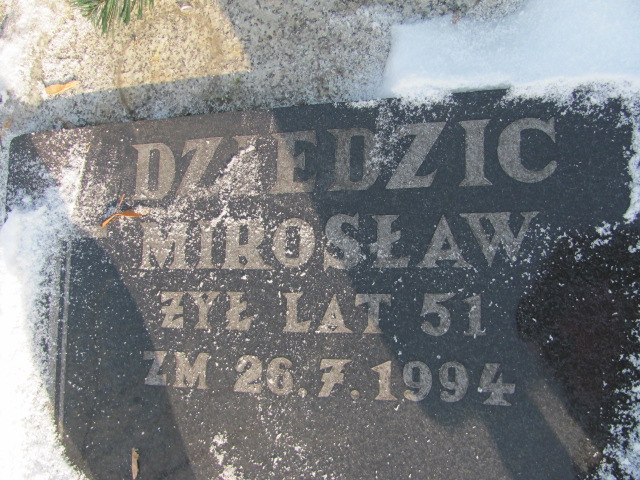 DZIEDZIC
MIROSŁAW
ŻYŁ LAT 51
ZM 26.7.1994